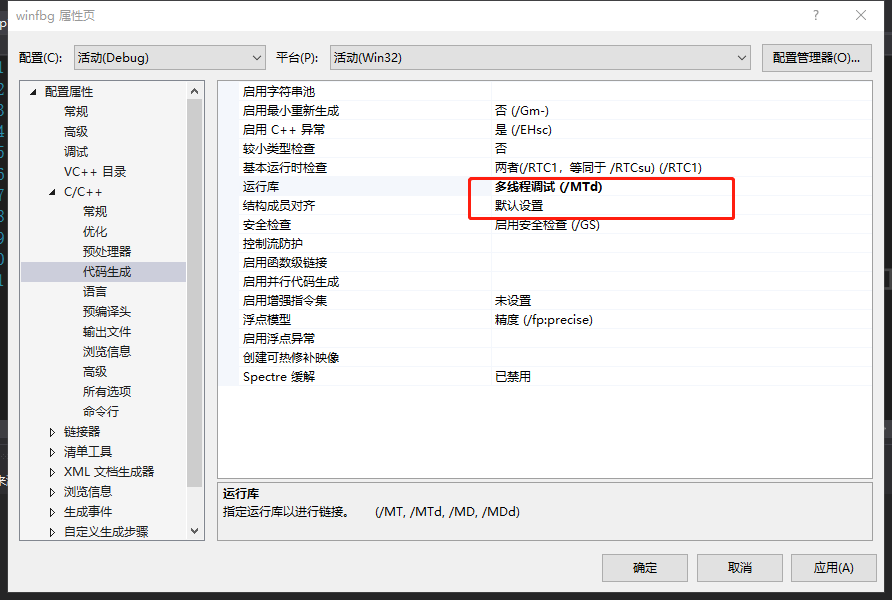 winfbg 属性页
配置(C): 活动(Debug) 平台(P): 活动(Win32) 配置管理器(O)...
配置属性
常规
高级
调试
VC++ 目录
C/C++
常规
优化
预处理器
代码生成
语言
预编译头
输出文件
浏览信息
高级
所有选项
命令行
链接器
清单工具
XML 文档生成器
浏览信息
生成事件
自定义生成步骤
启用字符串池
启用最小重新生成 否 (/Gm-)
启用 C++ 异常 是 (/EHsc)
较小类型检查 否
基本运行时检查 两者(/RTC1，等同于 /RTCsu) (/RTC1)
运行库 多线程调试 (/MTd)
结构成员对齐 默认设置
安全检查 启用安全检查 (/GS)
控制流防护
启用函数级链接
启用并行代码生成
启用增强指令集 未设置
浮点模型 精度 (/fp:precise)
启用浮点异常
创建可热修补映像
Spectre 缓解 已禁用
运行库
指定运行库以进行链接。 (/MT, /MTd, /MD, /MDd)
确定 取消 应用(A)